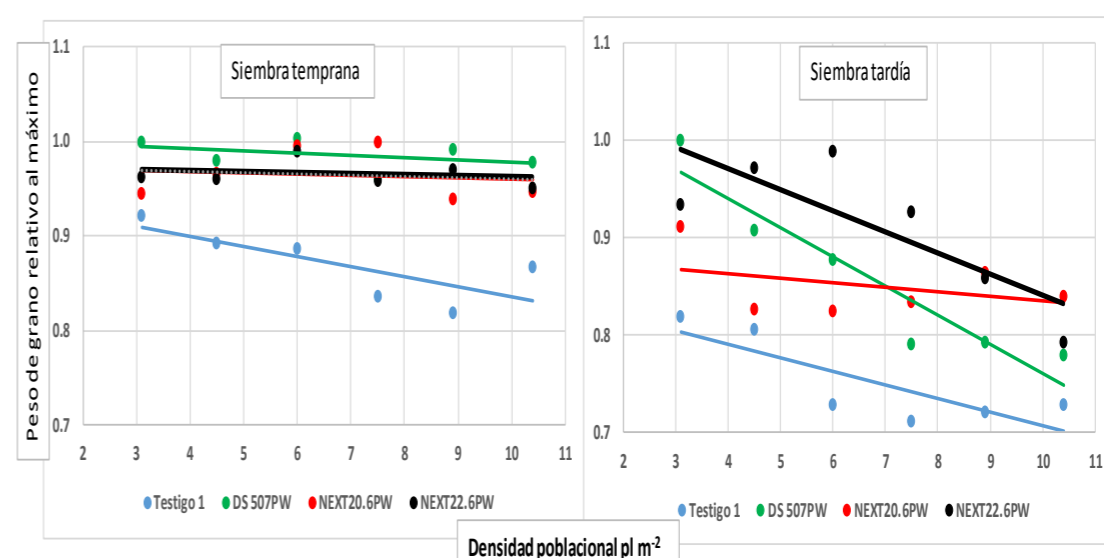 Peso de grano relativo al máximo
Siembra temprana
1.1
1.0
0.9
0.8
0.7
2 3 4 5 6 7 8 9 10 11
Testigo 1 DS 507PW NEXT20.6PW NEXT22.6PW
Siembra tardía
1.1
1.0
0.9
0.8
0.7
2 3 4 5 6 7 8 9 10 11
Testigo 1 DS 507PW NEXT20.6PW NEXT22.6PW
Densidad poblacional pl m⁻²